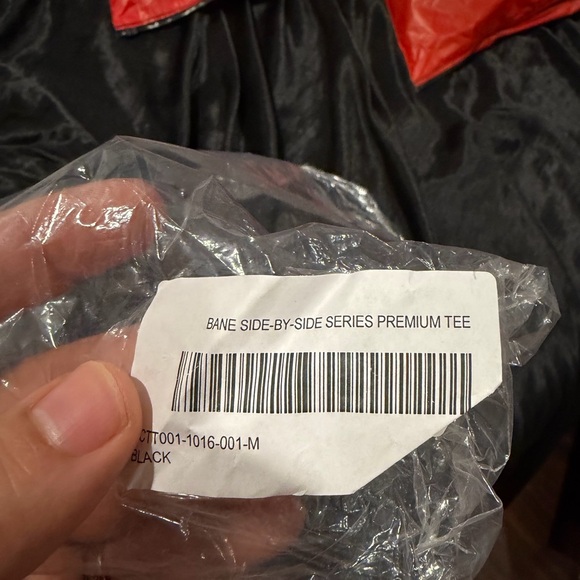 BANE SIDE-BY-SIDE SERIES PREMIUM TEE
CTT001-1016-001-M
BLACK